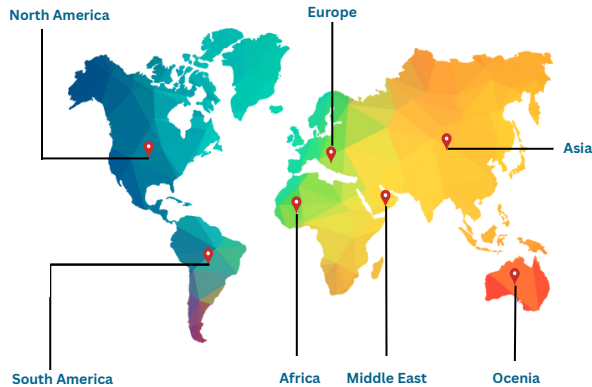 North America
Europe
Asia
South America
Africa
Middle East
Ocenia